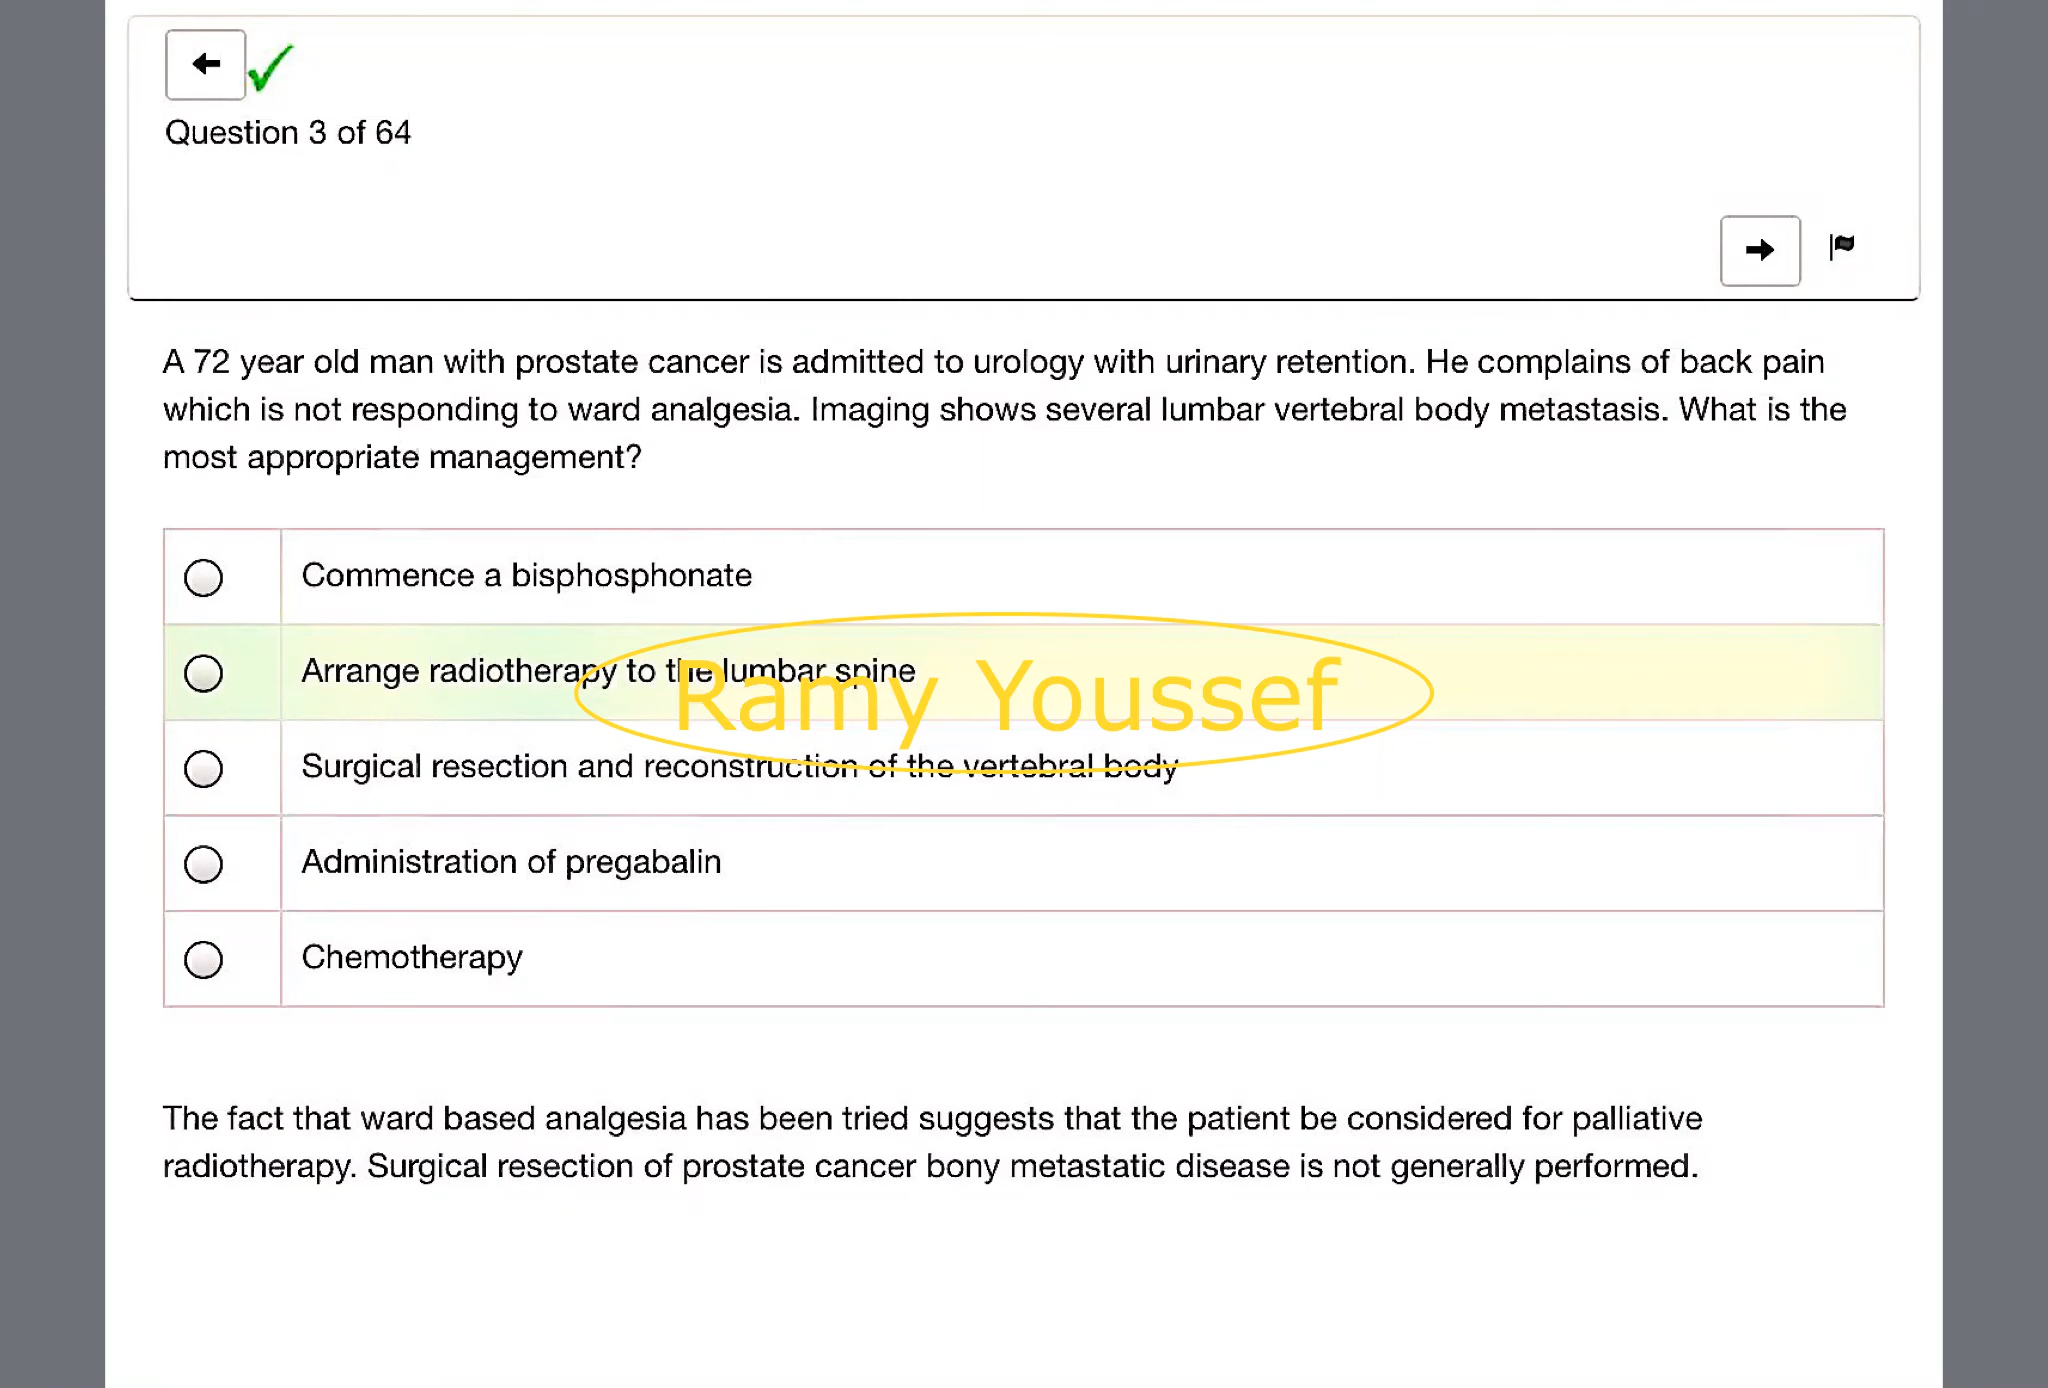 Question 3 of 64
A 72 year old man with prostate cancer is admitted to urology with urinary retention. He complains of back pain
which is not responding to ward analgesia. Imaging shows several lumbar vertebral body metastasis. What is the
most appropriate management?
Commence a bisphosphonate
Arrange radiotherapy to the lumbar spine
Ramy Youssef
Surgical resection and reconstruction of the vertebral body
Administration of pregabalin
Chemotherapy
The fact that ward based analgesia has been tried suggests that the patient be considered for palliative
radiotherapy. Surgical resection of prostate cancer bony metastatic disease is not generally performed.